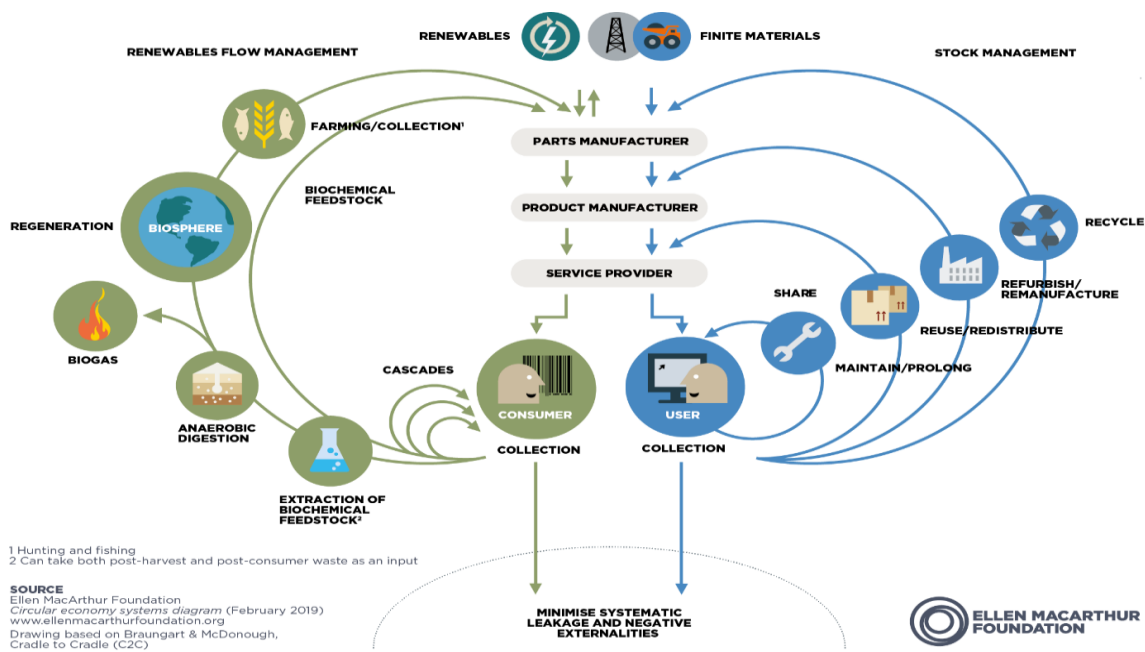 RENEWABLES
FINITE MATERIALS
RENEWABLES FLOW MANAGEMENT
STOCK MANAGEMENT
FARMING/COLLECTION¹
PARTS MANUFACTURER
BIOCHEMICAL
FEEDSTOCK
PRODUCT MANUFACTURER
REGENERATION
BIOSPHERE
RECYCLE
SERVICE PROVIDER
SHARE
REFURBISH/
REMANUFACTURE
REUSE/REDISTRIBUTE
BIOGAS
CASCADES
MAINTAIN/PROLONG
CONSUMER
USER
ANAEROBIC
DIGESTION
COLLECTION
COLLECTION
EXTRACTION OF
BIOCHEMICAL
FEEDSTOCK²
1 Hunting and fishing
2 Can take both post-harvest and post-consumer waste as an input
SOURCE
Ellen MacArthur Foundation
Circular economy systems diagram (February 2019)
www.ellenmacarthurfoundation.org
Drawing based on Braungart & McDonough,
Cradle to Cradle (C2C)
MINIMISE SYSTEMATIC
LEAKAGE AND NEGATIVE
EXTERNALITIES
ELLEN MACARTHUR
FOUNDATION